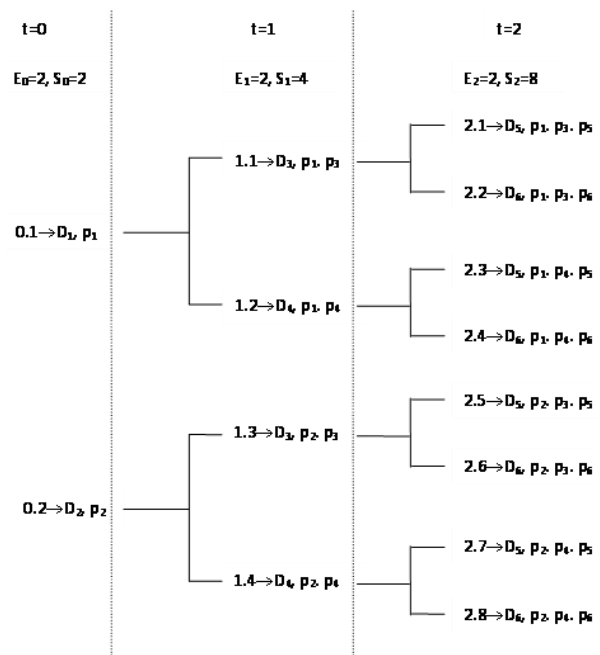 t=0 t=1 t=2
E₀=2, S₀=2 E₁=2, S₁=4 E₂=2, S₂=8
2.1→D₅, p₁. p₃. p₅
1.1→D₃, p₁. p₃
2.2→D₆, p₁. p₃. p₆
0.1→D₁, p₁
2.3→D₅, p₁. p₄. p₅
1.2→D₄, p₁. p₄
2.4→D₆, p₁. p₄. p₆
2.5→D₅, p₂. p₃. p₅
1.3→D₃, p₂. p₃
2.6→D₆, p₂. p₃. p₆
0.2→D₂, p₂
2.7→D₅, p₂. p₄. p₅
1.4→D₄, p₂. p₄
2.8→D₆, p₂. p₄. p₆